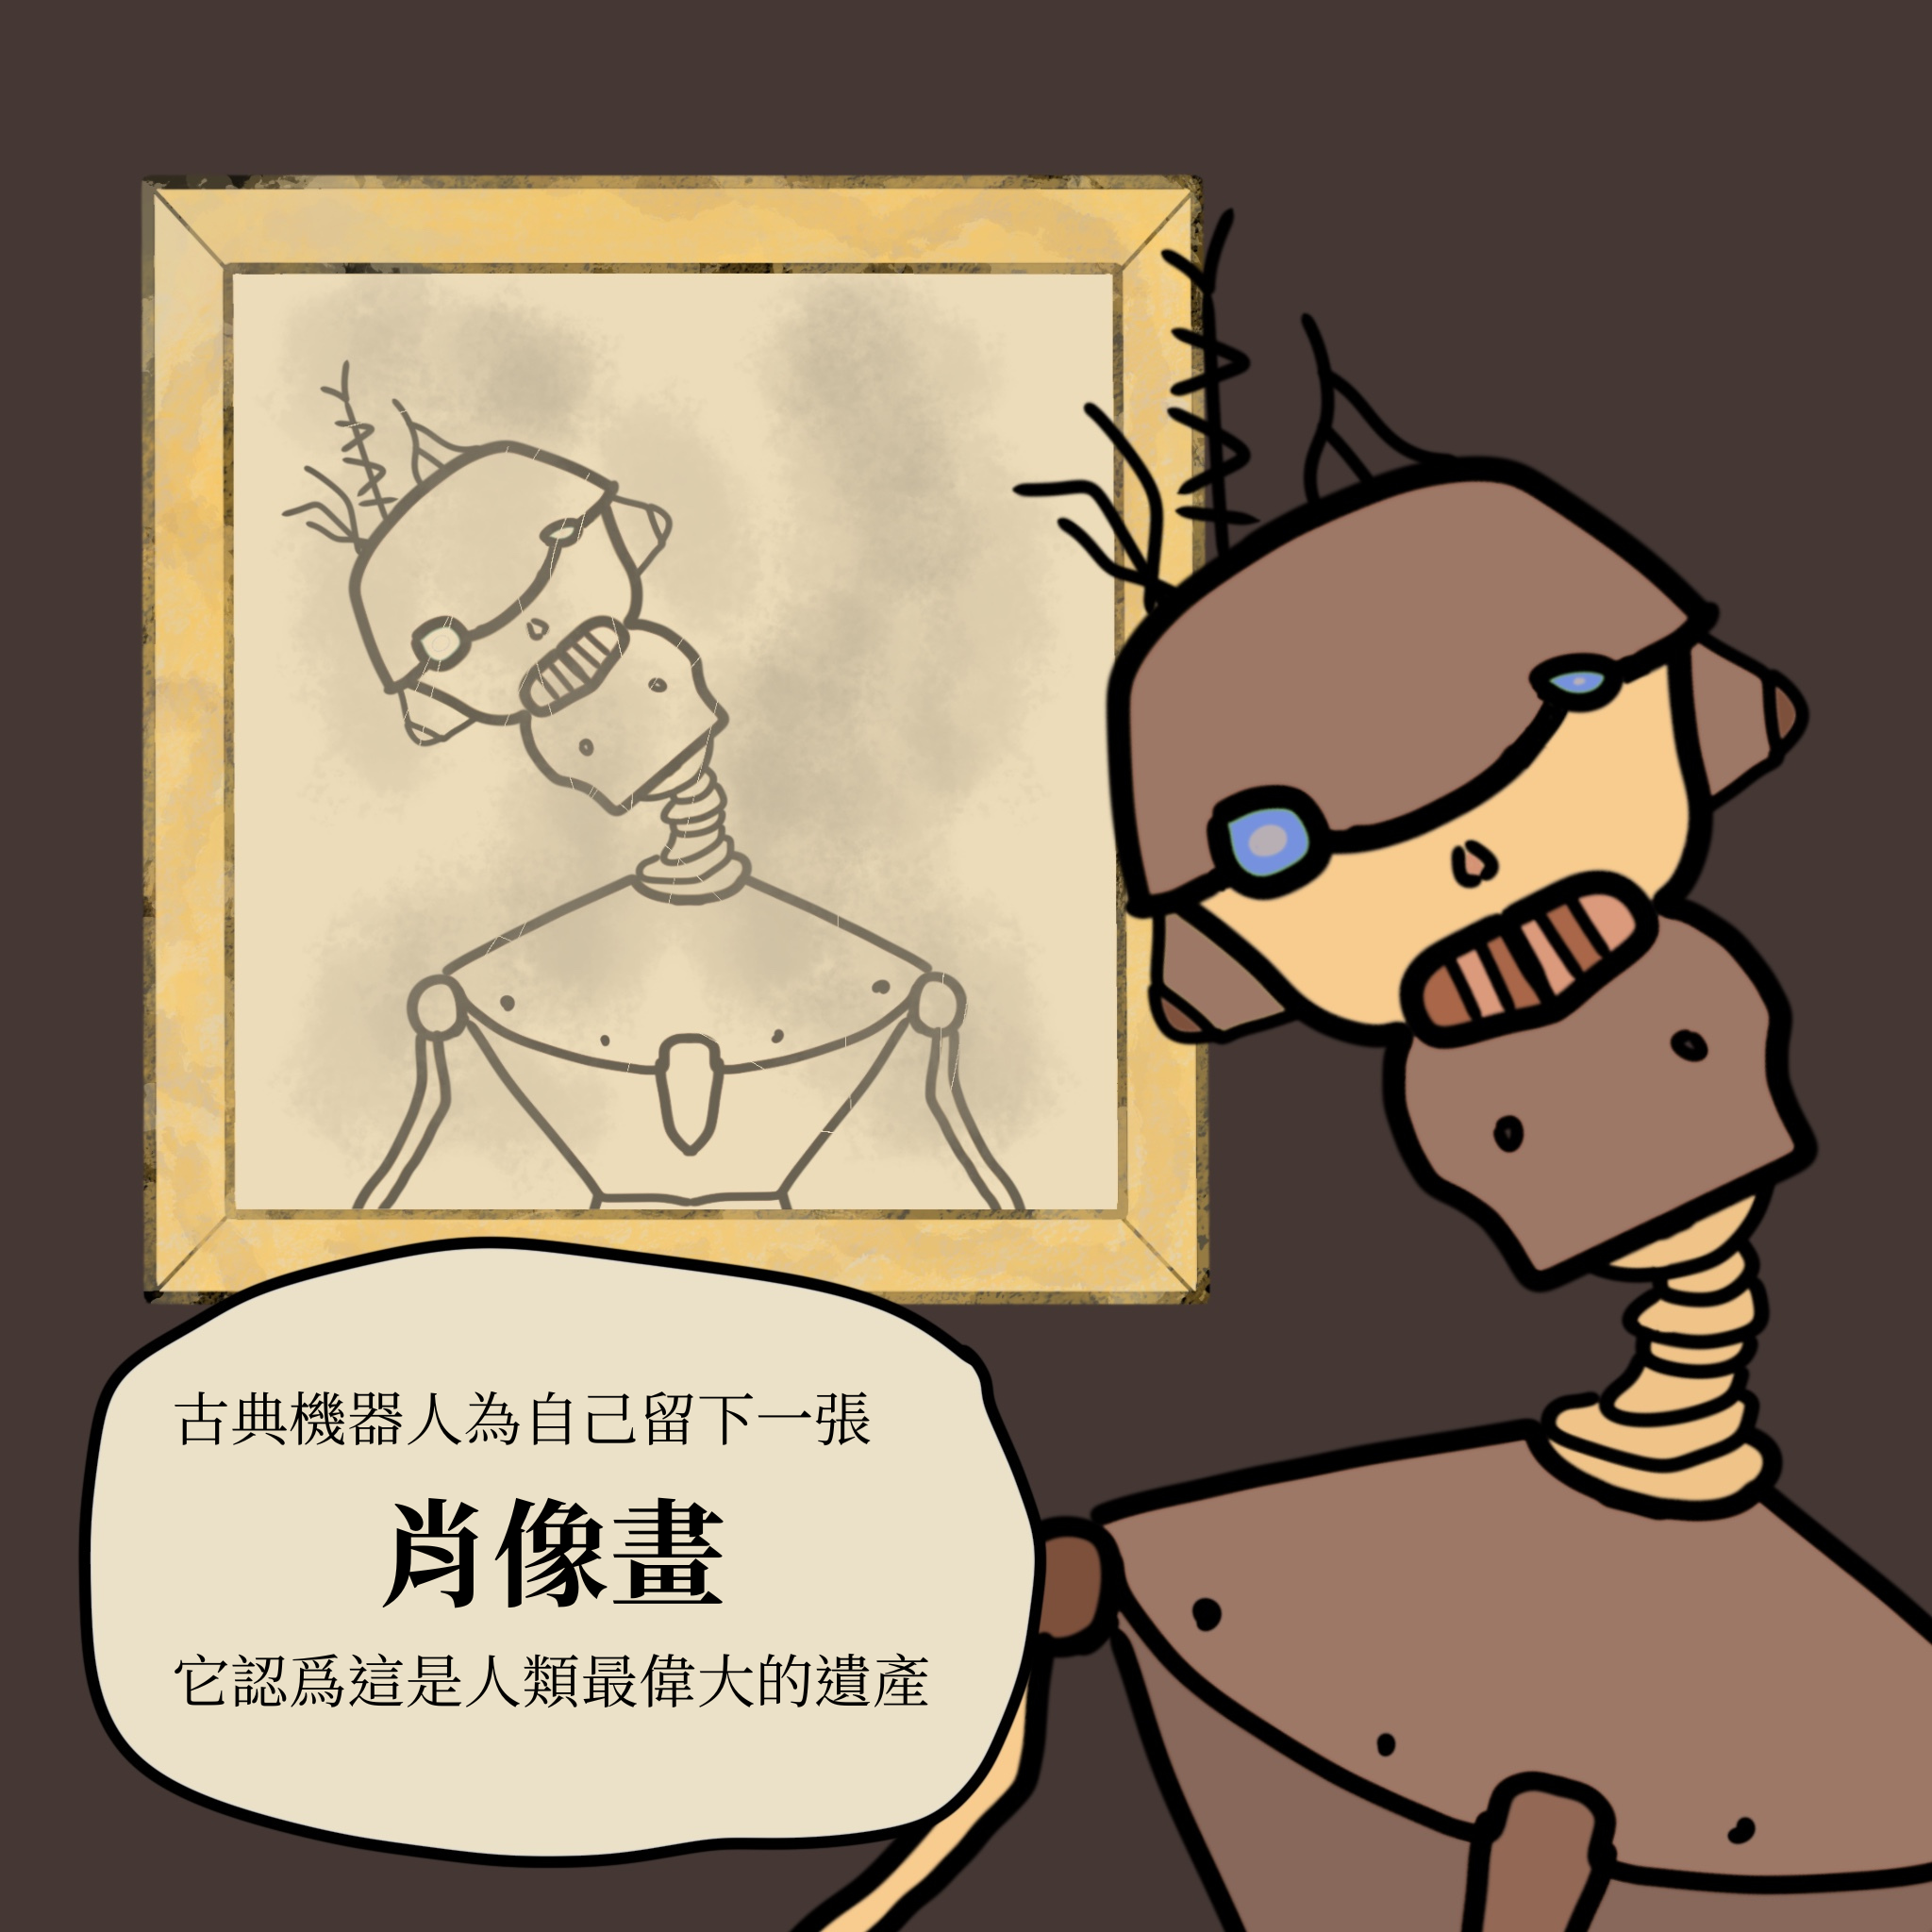 古典機器人為自己留下一張
肖像畫
它認爲這是人類最偉大的遺產